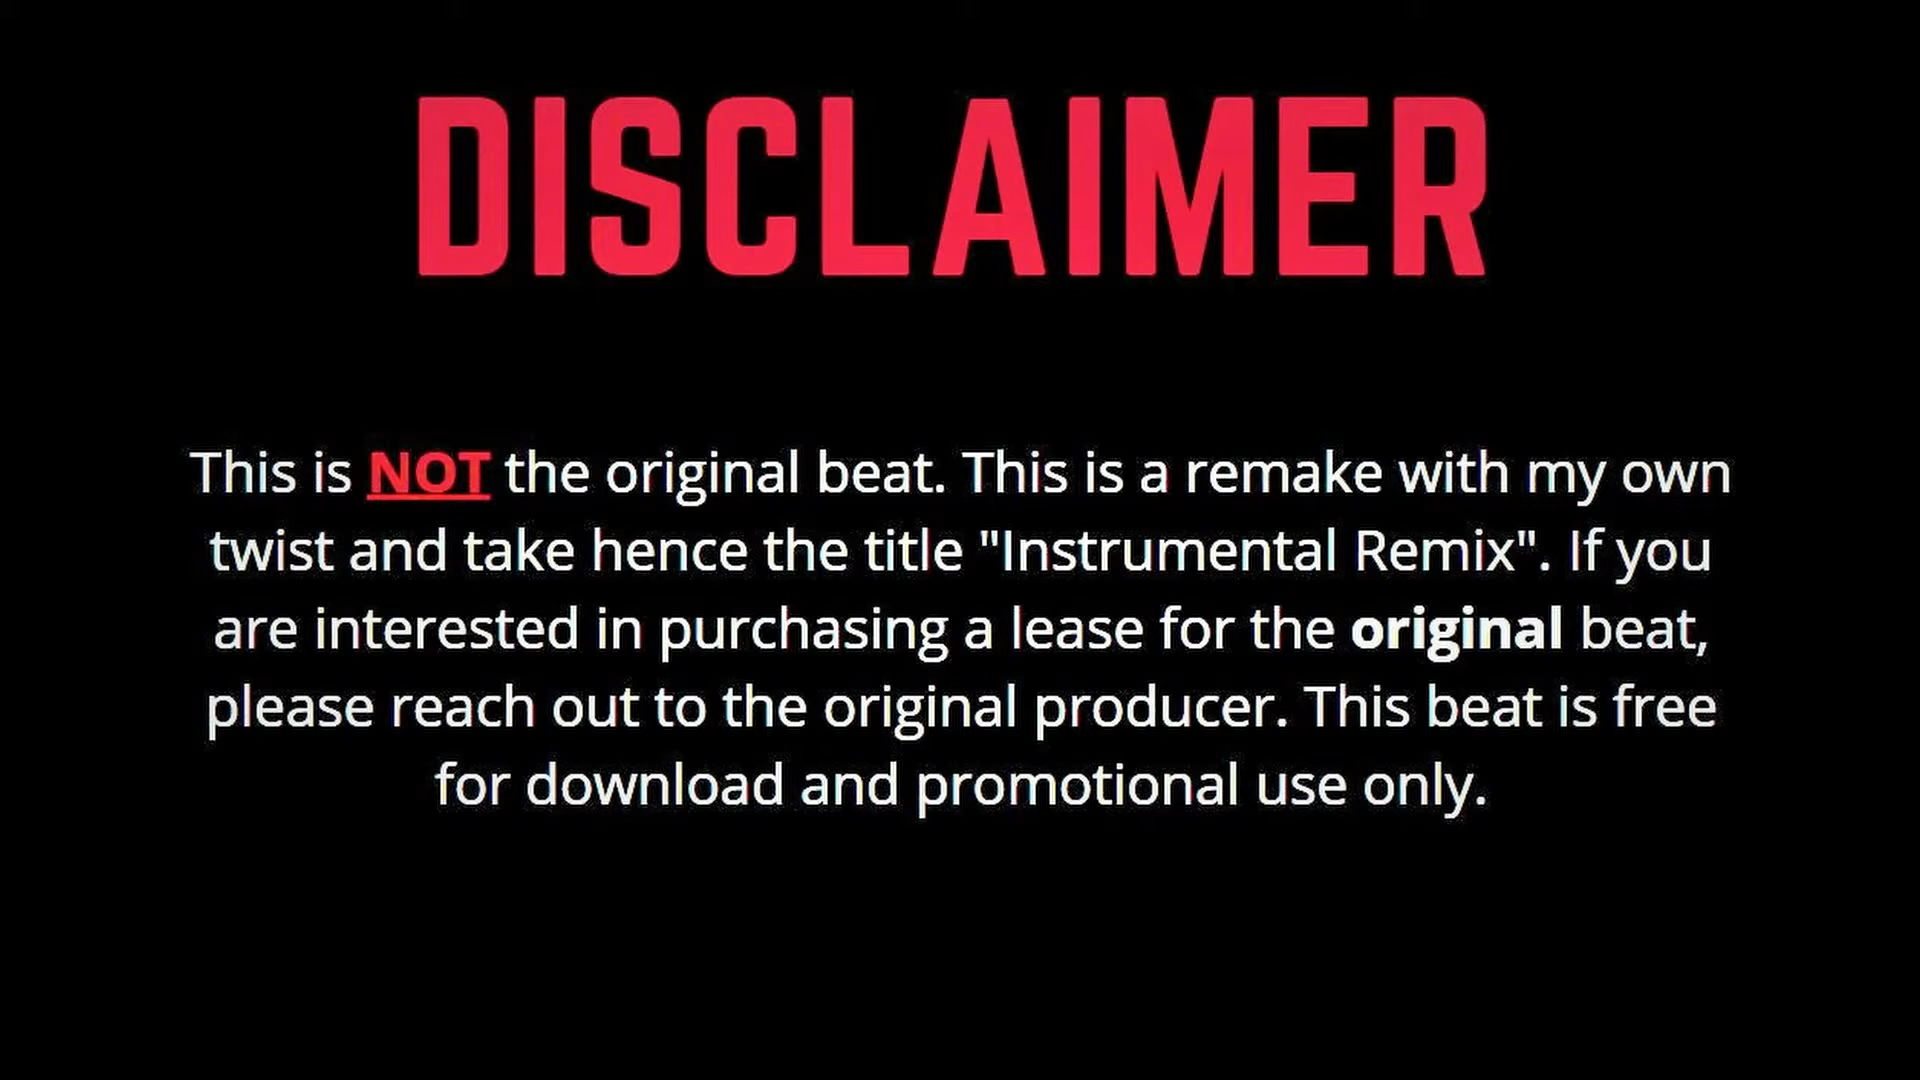 DISCLAIMER
This is NOT the original beat. This is a remake with my own
twist and take hence the title "Instrumental Remix". If you
are interested in purchasing a lease for the original beat,
please reach out to the original producer. This beat is free
for download and promotional use only.